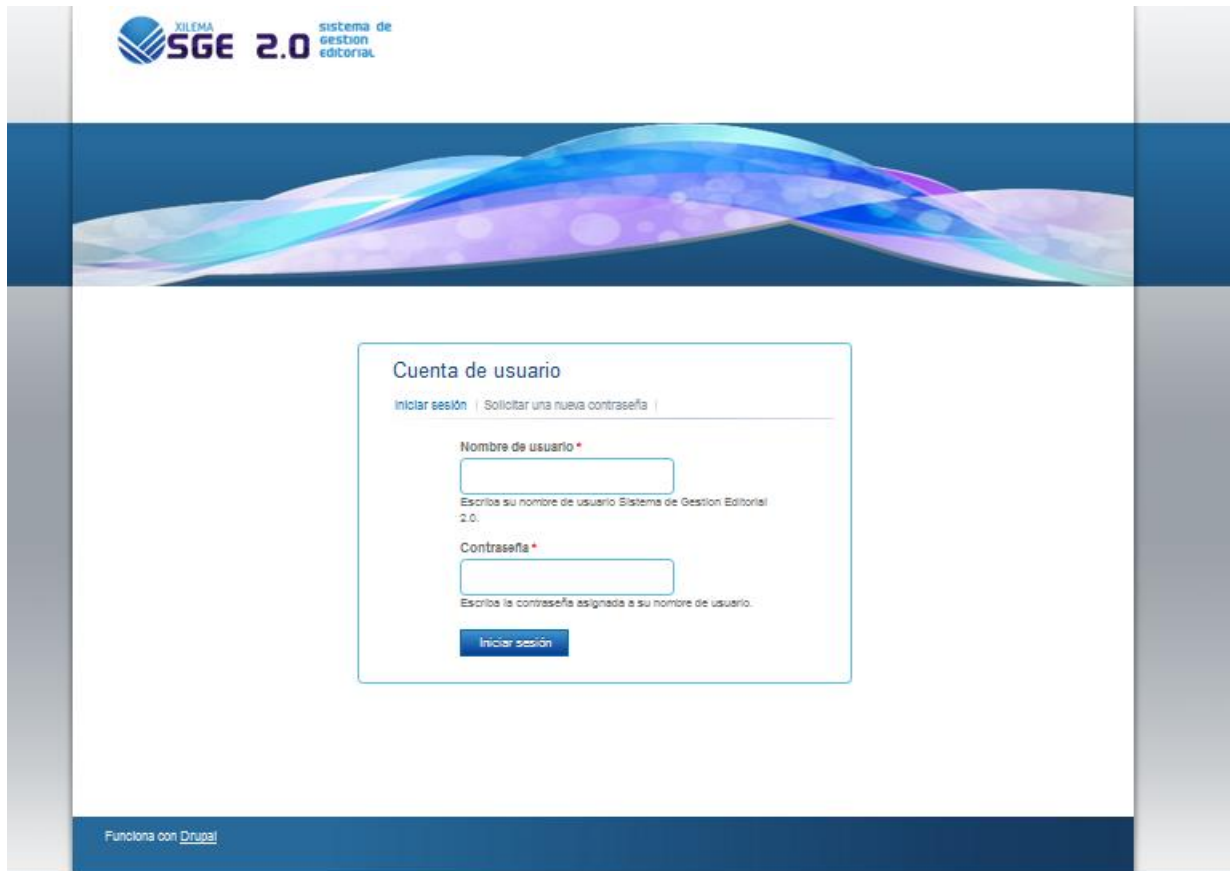 XILEMA
SGE 2.0
sistema de
Gestion
Editorial
Cuenta de usuario
Iniciar sesión | Solicitar una nueva contraseña |
Nombre de usuario *
Escriba su nombre de usuario Sistema de Gestion Editorial
2.0.
Contraseña *
Escriba la contraseña asignada a su nombre de usuario.
Iniciar sesión
Funciona con Drupal